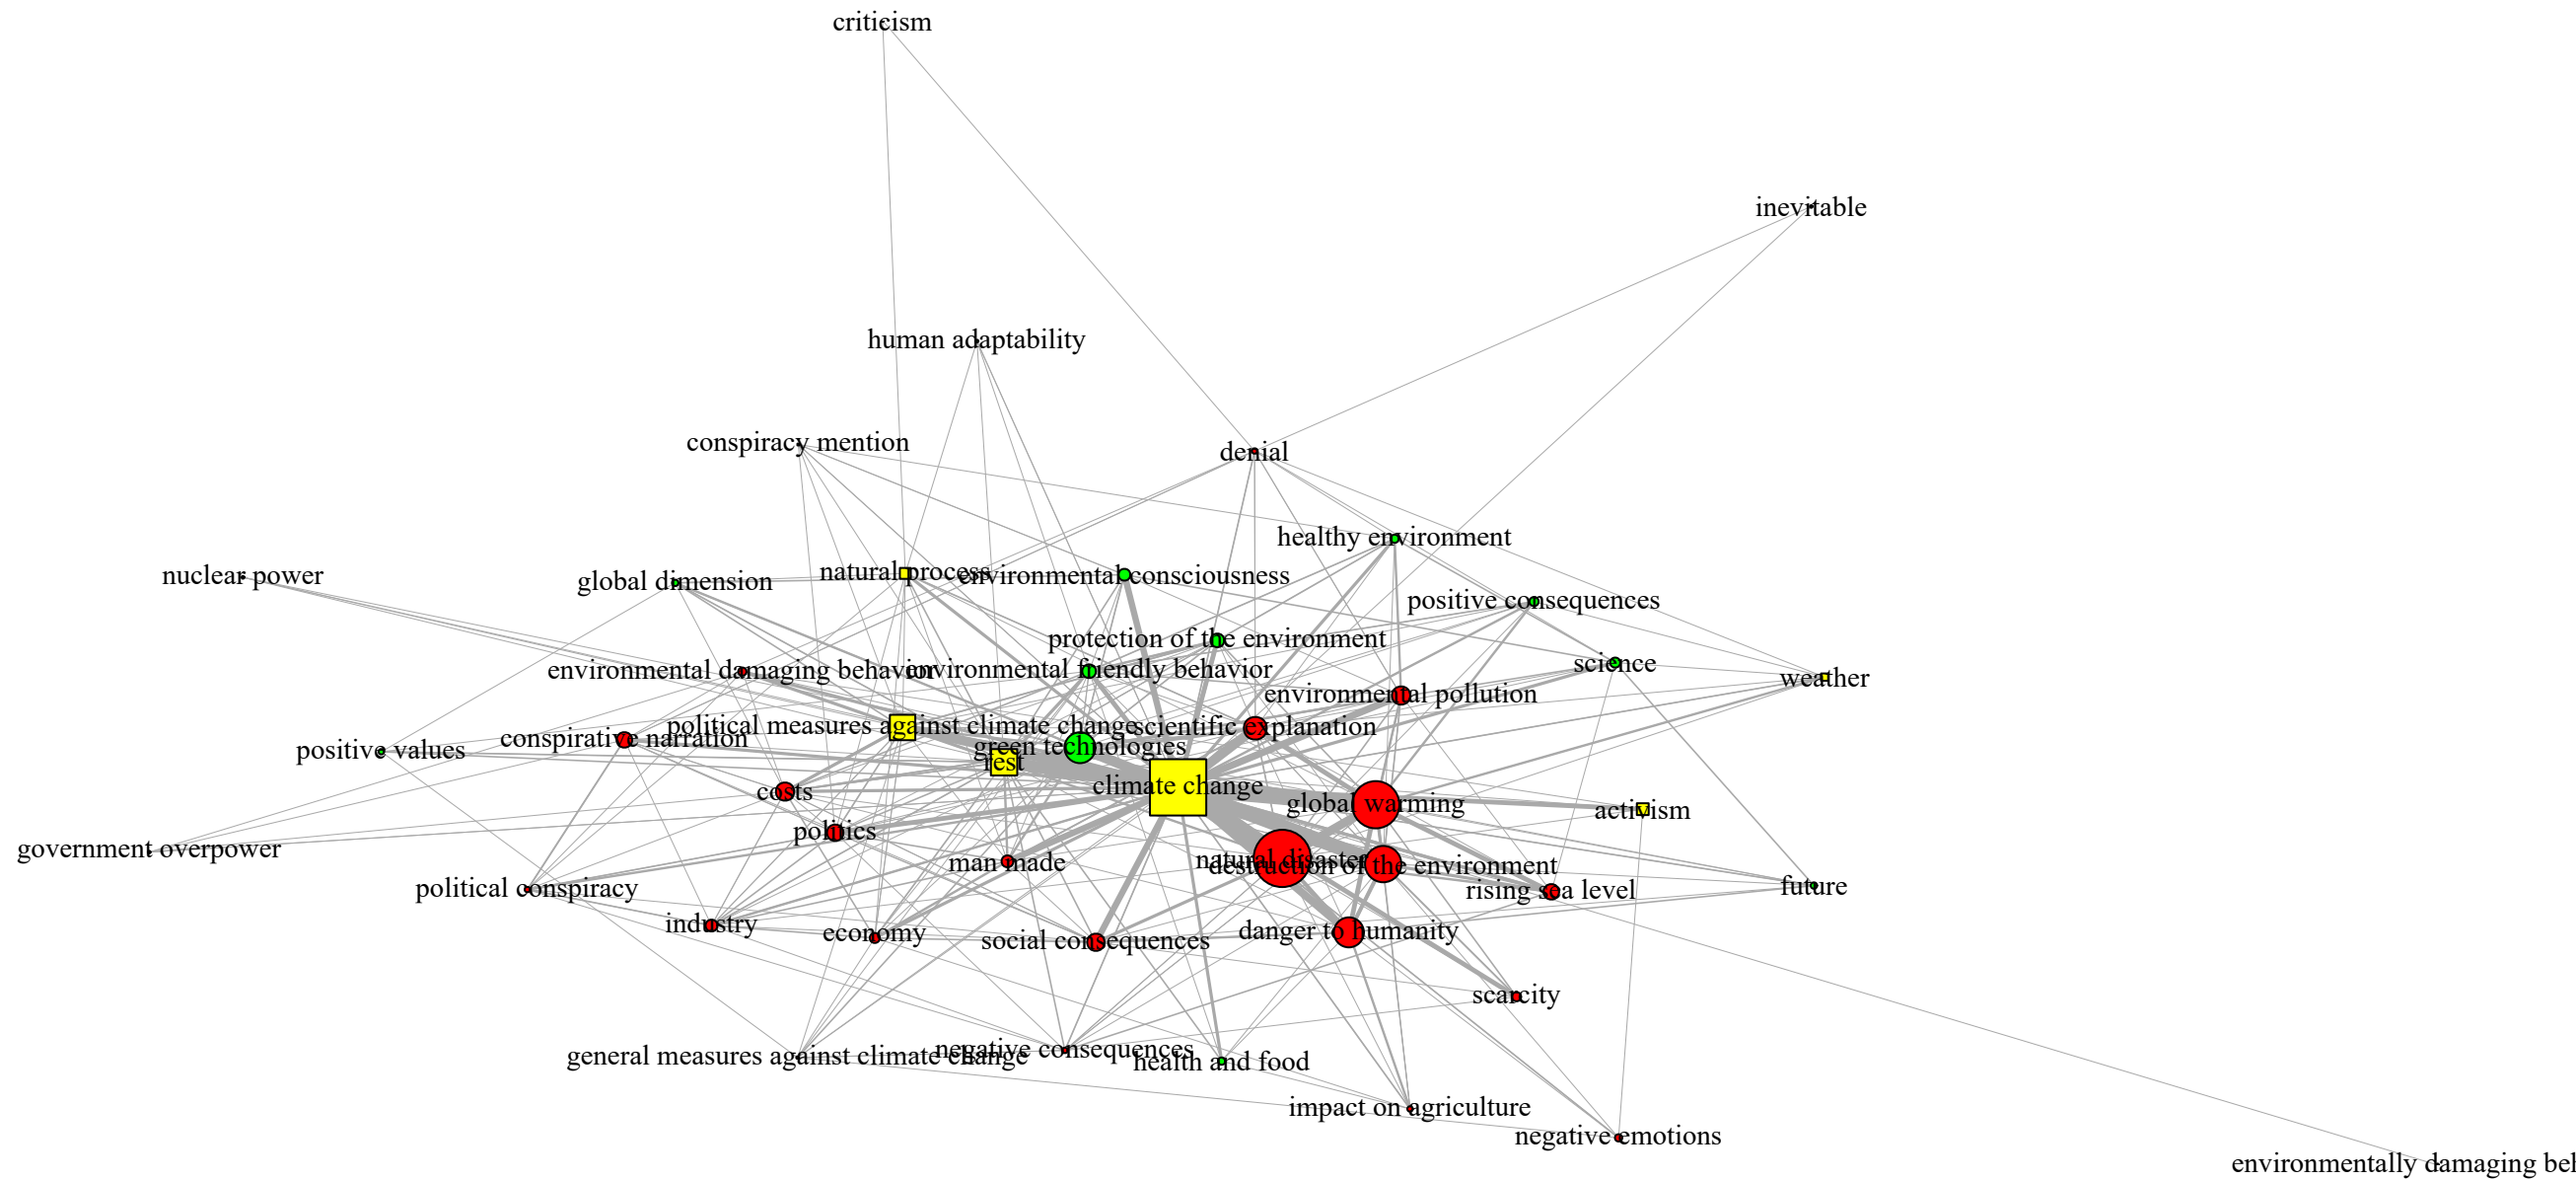 criticism
inevitable
human adaptability
conspiracy mention
denial
healthy environment
nuclear power
global dimension
natural process
environmental consciousness
positive consequences
protection of the environment
environmental damaging behavior
environmental friendly behavior
science
weather
environmental pollution
political measures against climate change
scientific explanation
conspirative narration
positive values
green technologies
rest
climate change
costs
global warming
activism
politics
government overpower
man made
natural disaster
destruction of the environment
political conspiracy
rising sea level
future
industry
economy
social consequences
danger to humanity
scarcity
general measures against climate change
negative consequences
health and food
impact on agriculture
negative emotions
environmentally damaging beh